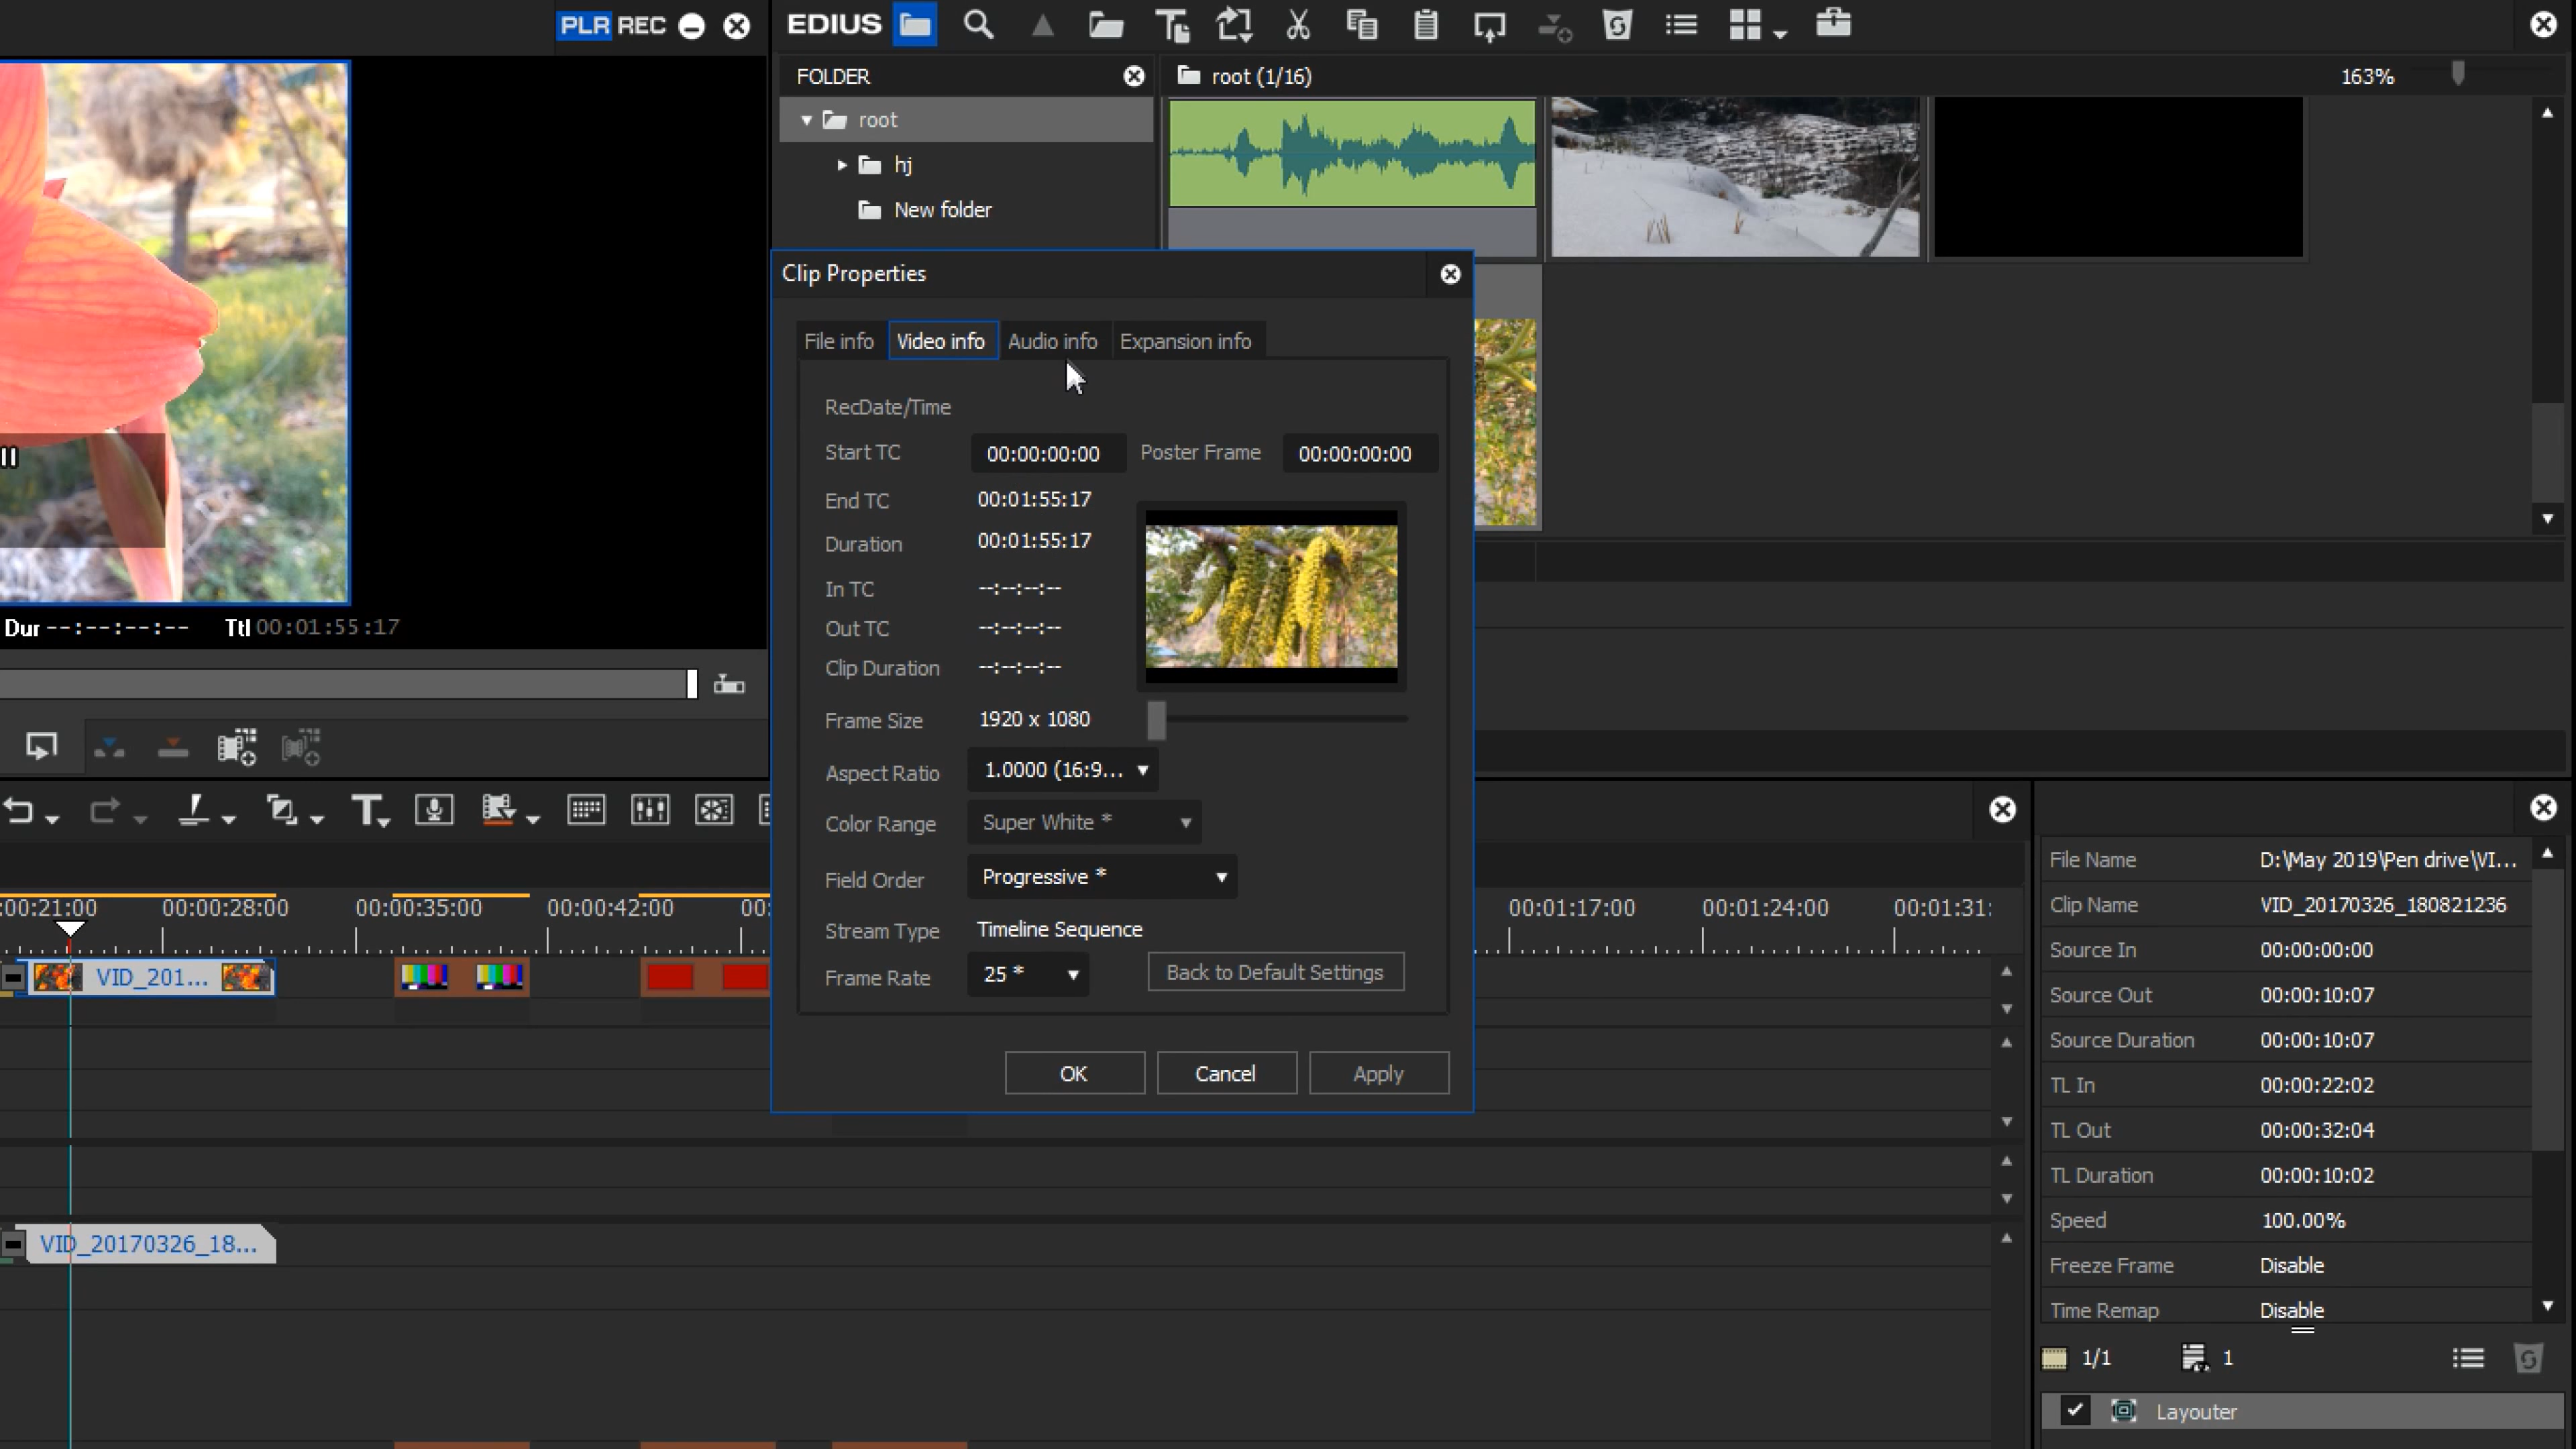 PLR REC
EDIUS
FOLDER
root (1/16)
163%
root
hj
New folder
Clip Properties
File info
Video info
Audio info
Expansion info
RecDate/Time
Start TC 00:00:00:00 Poster Frame 00:00:00:00
End TC 00:01:55:17
Duration 00:01:55:17
In TC --:--:--:--
Out TC --:--:--:--
Clip Duration --:--:--:--
Frame Size 1920 x 1080
Aspect Ratio 1.0000 (16:9...
Color Range Super White *
Field Order Progressive *
Stream Type Timeline Sequence
Frame Rate 25 * Back to Default Settings
OK Cancel Apply
Dur --:--:--:-- Ttl 00:01:55:17
:00:21:00 00:00:28:00 00:00:35:00 00:00:42:00 00: 00:01:17:00 00:01:24:00 00:01:31:
VID_201...
VID_20170326_18...
File Name D:\May 2019\Pen drive\VI...
Clip Name VID_20170326_180821236
Source In 00:00:00:00
Source Out 00:00:10:07
Source Duration 00:00:10:07
TL In 00:00:22:02
TL Out 00:00:32:04
TL Duration 00:00:10:02
Speed 100.00%
Freeze Frame Disable
Time Remap Disable
1/1 1
Layouter